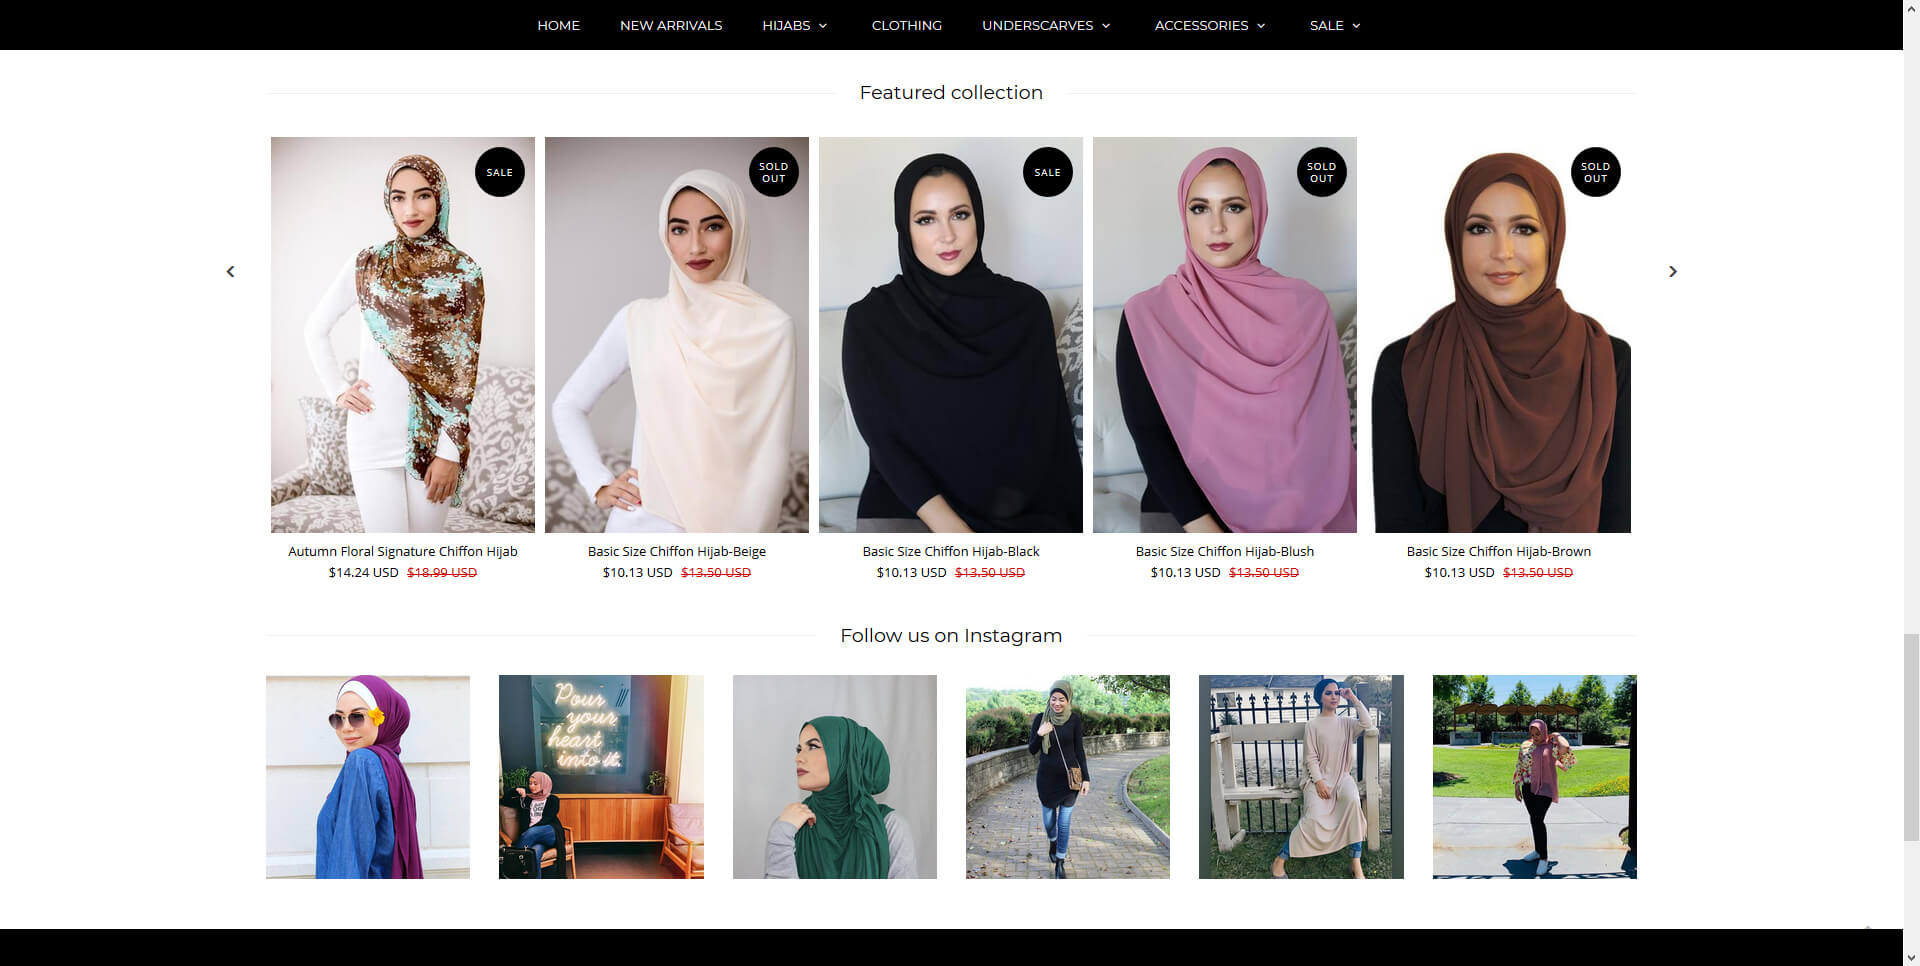 HOME NEW ARRIVALS HIJABS CLOTHING UNDERSCARVES ACCESSORIES SALE
Featured collection
SALE
SOLD
OUT
SALE
SOLD
OUT
SOLD
OUT
Autumn Floral Signature Chiffon Hijab
$14.24 USD $18.99 USD
Basic Size Chiffon Hijab-Beige
$10.13 USD $13.50 USD
Basic Size Chiffon Hijab-Black
$10.13 USD $13.50 USD
Basic Size Chiffon Hijab-Blush
$10.13 USD $13.50 USD
Basic Size Chiffon Hijab-Brown
$10.13 USD $13.50 USD
Follow us on Instagram
Pour
your
heart
into it.